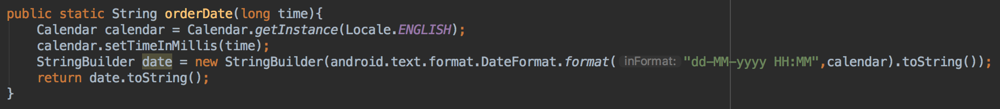 public static String orderDate(long time){
Calendar calendar = Calendar.getInstance(Locale.ENGLISH);
calendar.setTimeInMillis(time);
StringBuilder date = new StringBuilder(android.text.format.DateFormat.format( inFormat: "dd-MM-yyyy HH:MM",calendar).toString());
return date.toString();
}